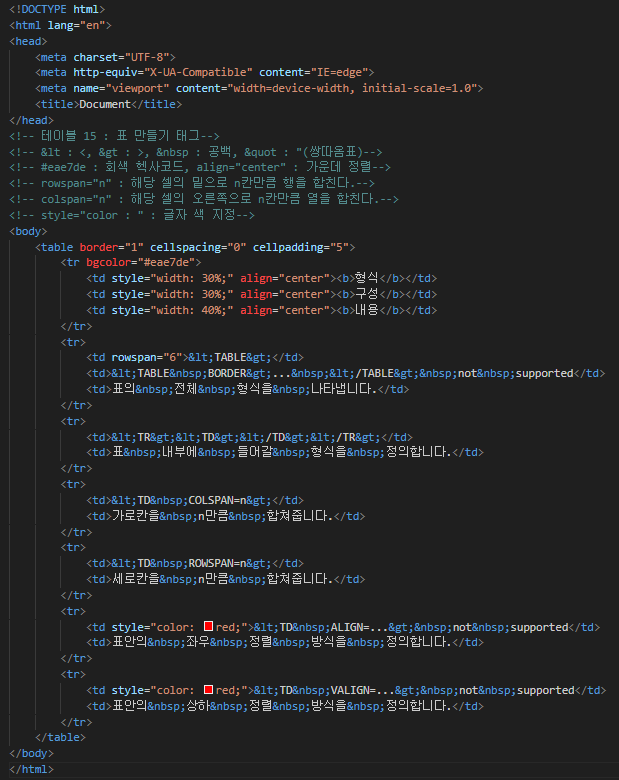 <!DOCTYPE html>
<html lang="en">
<head>
    <meta charset="UTF-8">
    <meta http-equiv="X-UA-Compatible" content="IE=edge">
    <meta name="viewport" content="width=device-width, initial-scale=1.0">
    <title>Document</title>
</head>
<!-- 테이블 15 : 표 만들기 태그-->
<!-- &lt : <, &gt : >, &nbsp : 공백, &quot : "(쌍따옴표)-->
<!-- #eae7de : 회색 헥사코드, align="center" : 가운데 정렬-->
<!-- rowspan="n" : 해당 셀의 밑으로 n칸만큼 행을 합친다.-->
<!-- colspan="n" : 해당 셀의 오른쪽으로 n칸만큼 열을 합친다.-->
<!-- style="color : " : 글자 색 지정-->
<body>
    <table border="1" cellspacing="0" cellpadding="5">
        <tr bgcolor="#eae7de">
            <td style="width: 30%;" align="center"><b>형식</b></td>
            <td style="width: 30%;" align="center"><b>구성</b></td>
            <td style="width: 40%;" align="center"><b>내용</b></td>
        </tr>
        <tr>
            <td rowspan="6">&lt;TABLE&gt;</td>
            <td>&lt;TABLE&nbsp;BORDER&gt;...&nbsp;&lt;/TABLE&gt;&nbsp;not&nbsp;supported</td>
            <td>표의&nbsp;전체&nbsp;형식을&nbsp;나타냅니다.</td>
        </tr>
        <tr>
            <td>&lt;TR&gt;&lt;TD&gt;&lt;/TD&gt;&lt;/TR&gt;</td>
            <td>표&nbsp;내부에&nbsp;들어갈&nbsp;형식을&nbsp;정의합니다.</td>
        </tr>
        <tr>
            <td>&lt;TD&nbsp;COLSPAN=n&gt;</td>
            <td>가로칸을&nbsp;n만큼&nbsp;합쳐줍니다.</td>
        </tr>
        <tr>
            <td>&lt;TD&nbsp;ROWSPAN=n&gt;</td>
            <td>세로칸을&nbsp;n만큼&nbsp;합쳐줍니다.</td>
        </tr>
        <tr>
            <td style="color: red;">&lt;TD&nbsp;ALIGN=...&gt;&nbsp;not&nbsp;supported</td>
            <td>표안의&nbsp;좌우&nbsp;정렬&nbsp;방식을&nbsp;정의합니다.</td>
        </tr>
        <tr>
            <td style="color: red;">&lt;TD&nbsp;VALIGN=...&gt;&nbsp;not&nbsp;supported</td>
            <td>표안의&nbsp;상하&nbsp;정렬&nbsp;방식을&nbsp;정의합니다.</td>
        </tr>
    </table>
</body>
</html>